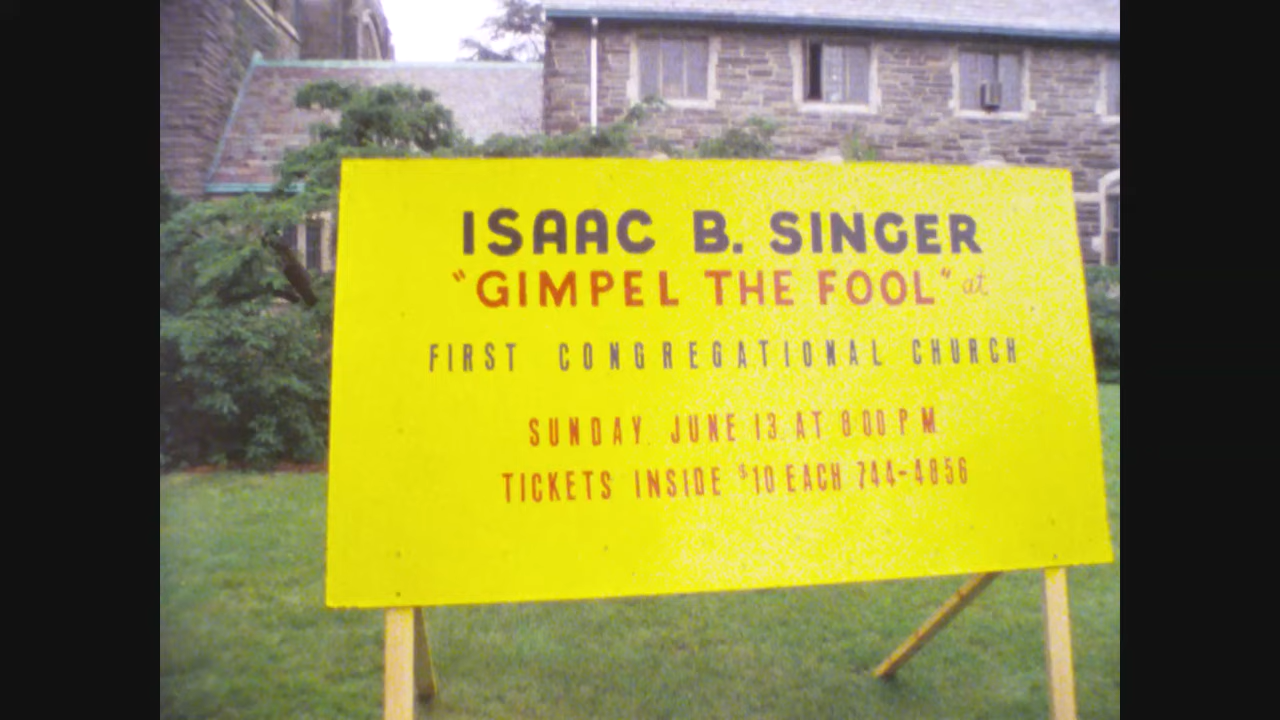 ISAAC B. SINGER
"GIMPEL THE FOOL" at
FIRST CONGREGATIONAL CHURCH
SUNDAY. JUNE 13 AT 8 00 P M
TICKETS INSIDE $10 EACH 744-4856